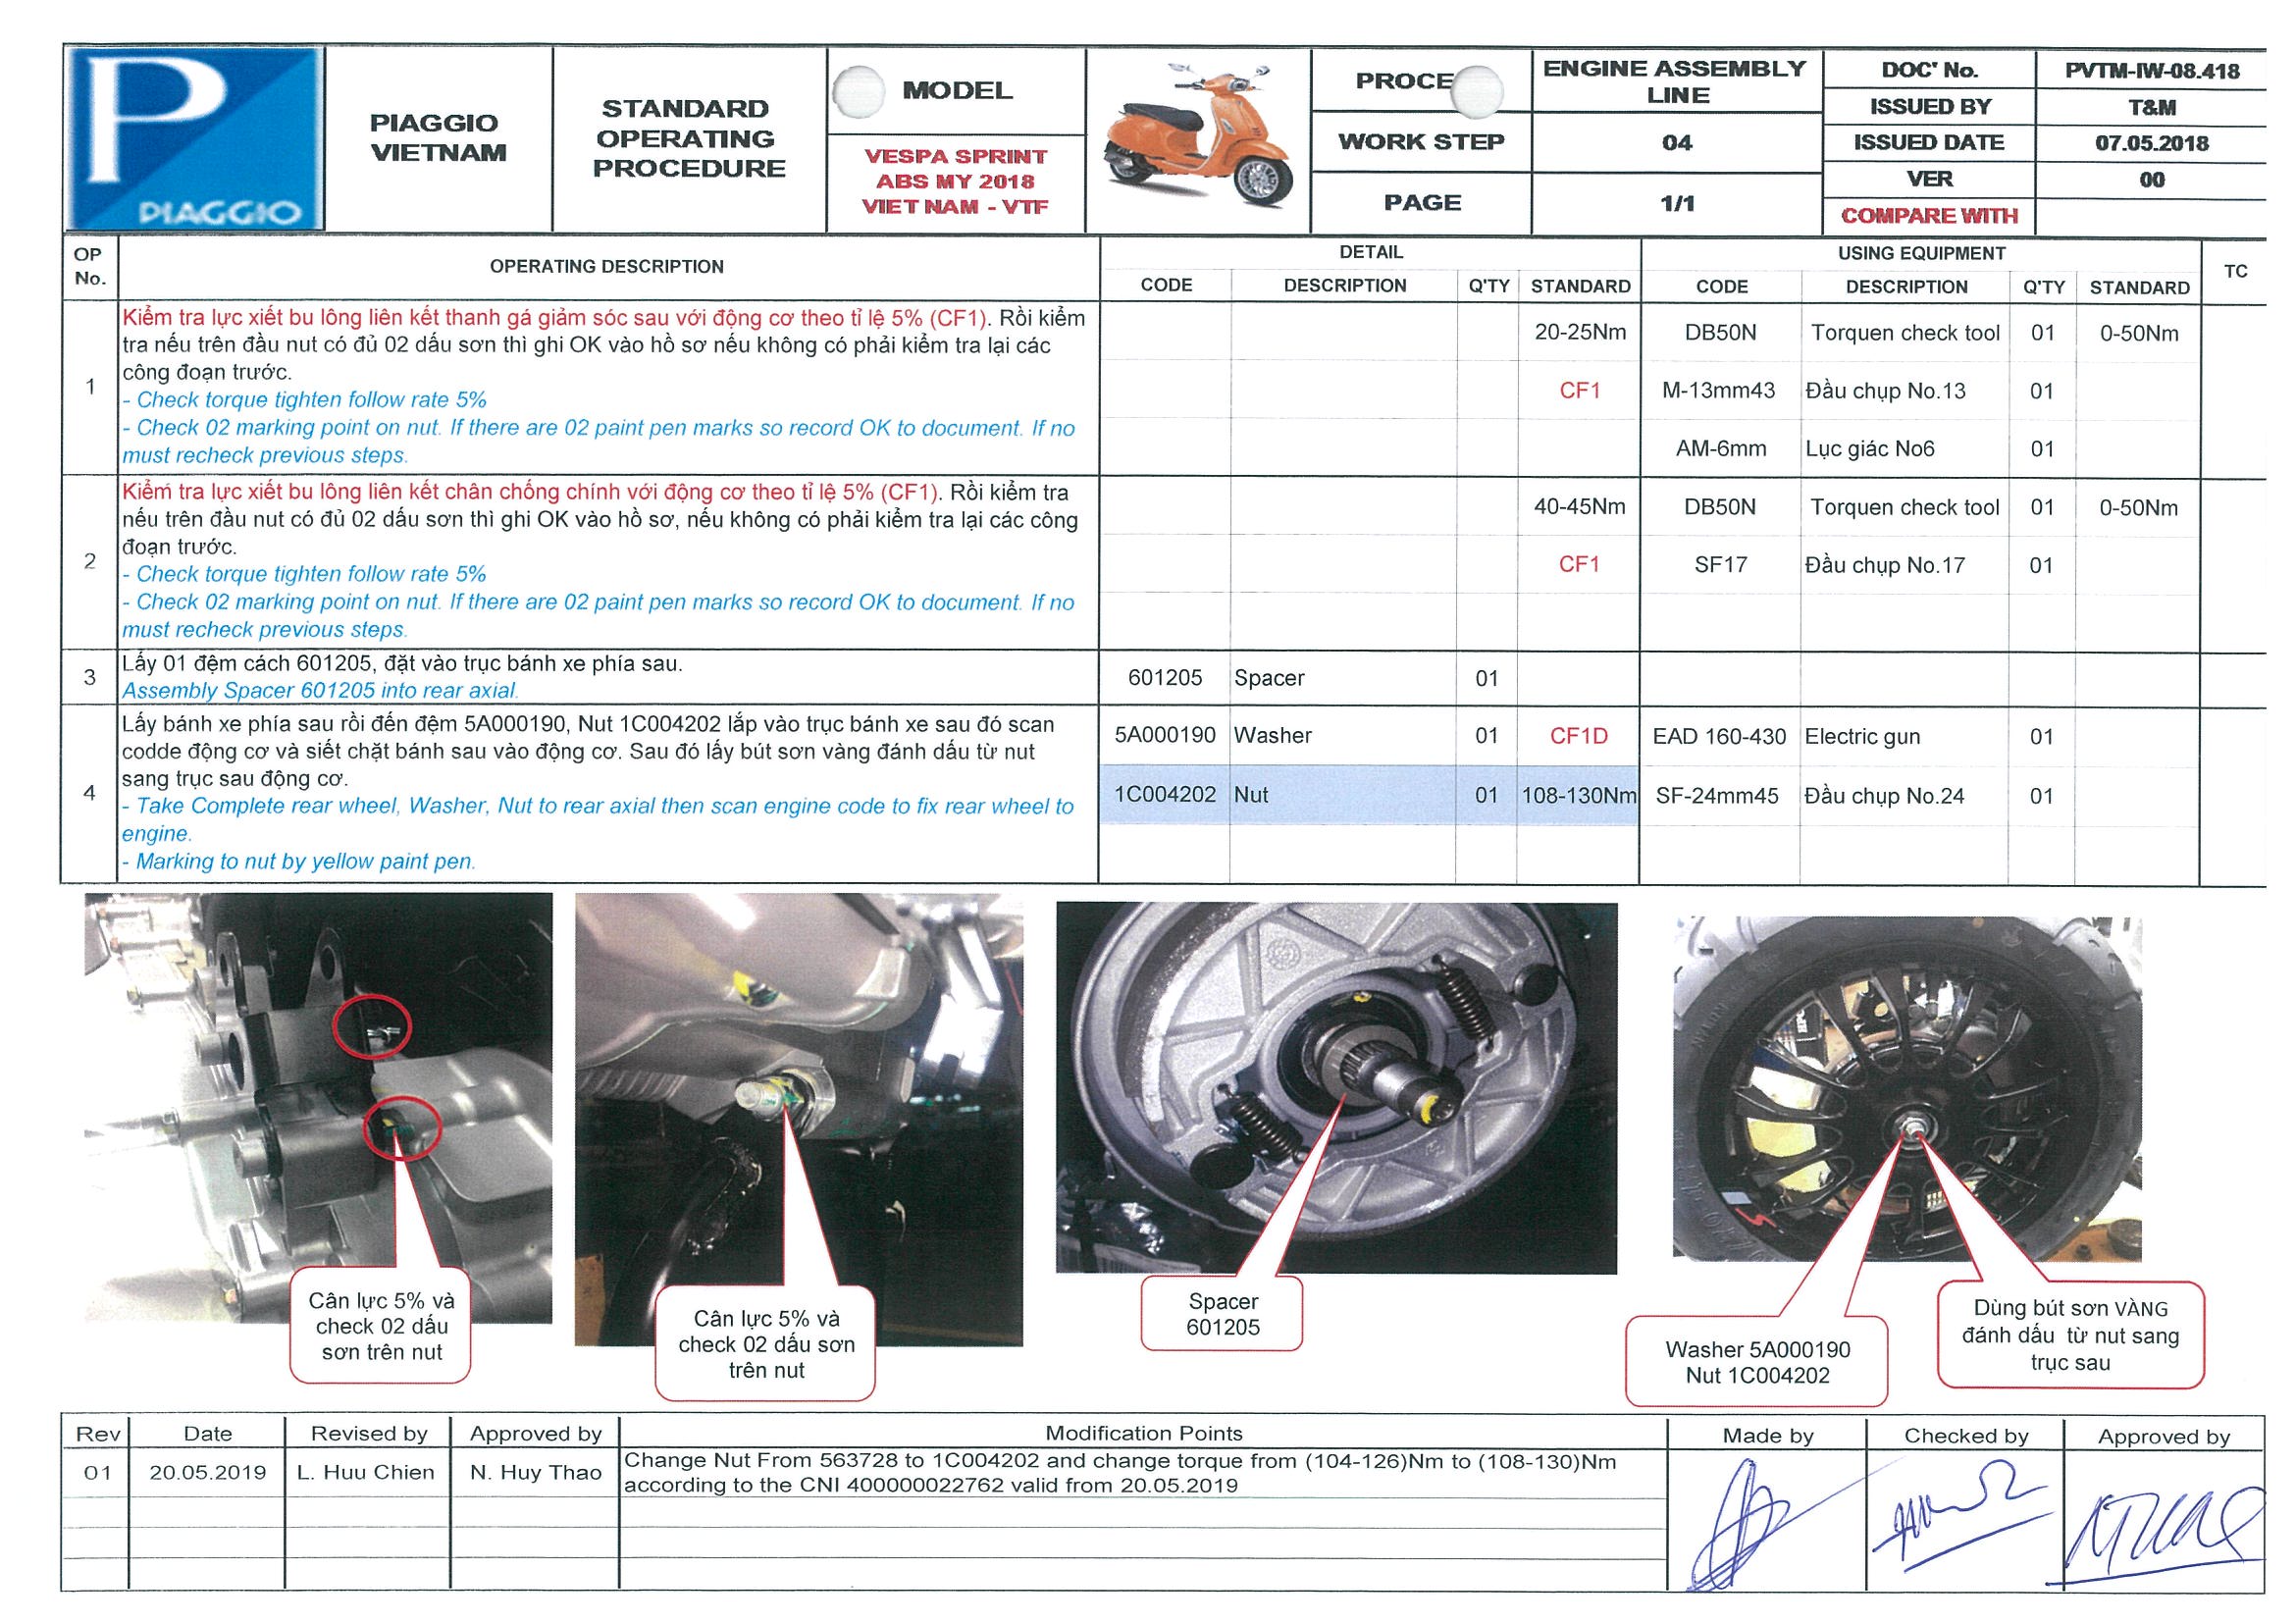 PIAGGIO
PIAGGIO
VIETNAM
STANDARD
OPERATING
PROCEDURE
MODEL
VESPA SPRINT
ABS MY 2018
VIET NAM - VTF
PROCE
ENGINE ASSEMBLY
LINE
WORK STEP
04
PAGE
1/1
DOC' No.
PVTM-IW-08.418
ISSUED BY
T&M
ISSUED DATE
07.05.2018
VER
00
COMPARE WITH
OP
No.
OPERATING DESCRIPTION
DETAIL
USING EQUIPMENT
TC
CODE DESCRIPTION Q'TY STANDARD CODE DESCRIPTION Q'TY STANDARD
1
Kiểm tra lực xiết bu lông liên kết thanh gá giảm sóc sau với động cơ theo tỉ lệ 5% (CF1). Rồi kiểm
tra nếu trên đầu nut có đủ 02 dấu sơn thì ghi OK vào hồ sơ nếu không có phải kiểm tra lại các
công đoạn trước.
- Check torque tighten follow rate 5%
- Check 02 marking point on nut. If there are 02 paint pen marks so record OK to document. If no
must recheck previous steps.
20-25Nm DB50N Torquen check tool 01 0-50Nm
CF1 M-13mm43 Đầu chụp No.13 01
AM-6mm Lục giác No6 01
2
Kiểm tra lực xiết bu lông liên kết chân chống chính với động cơ theo tỉ lệ 5% (CF1). Rồi kiểm tra
nếu trên đầu nut có đủ 02 dấu sơn thì ghi OK vào hồ sơ, nếu không có phải kiểm tra lại các công
đoạn trước.
- Check torque tighten follow rate 5%
- Check 02 marking point on nut. If there are 02 paint pen marks so record OK to document. If no
must recheck previous steps.
40-45Nm DB50N Torquen check tool 01 0-50Nm
CF1 SF17 Đầu chụp No.17 01
3
Lấy 01 đệm cách 601205, đặt vào trục bánh xe phía sau.
Assembly Spacer 601205 into rear axial.
601205 Spacer 01
4
Lấy bánh xe phía sau rồi đến đệm 5A000190, Nut 1C004202 lắp vào trục bánh xe sau đó scan
codde động cơ và siết chặt bánh sau vào động cơ. Sau đó lấy bút sơn vàng đánh dấu từ nut
sang trục sau động cơ.
- Take Complete rear wheel, Washer, Nut to rear axial then scan engine code to fix rear wheel to
engine.
- Marking to nut by yellow paint pen.
5A000190 Washer 01 CF1D EAD 160-430 Electric gun 01
1C004202 Nut 01 108-130Nm SF-24mm45 Đầu chụp No.24 01
Cân lực 5% và
check 02 dấu
sơn trên nut
Cân lực 5% và
check 02 dấu sơn
trên nut
Spacer
601205
Washer 5A000190
Nut 1C004202
Dùng bút sơn VÀNG
đánh dấu từ nut sang
trục sau
Rev Date Revised by Approved by Modification Points Made by Checked by Approved by
01 20.05.2019 L. Huu Chien N. Huy Thao
Change Nut From 563728 to 1C004202 and change torque from (104-126)Nm to (108-130)Nm
according to the CNI 400000022762 valid from 20.05.2019